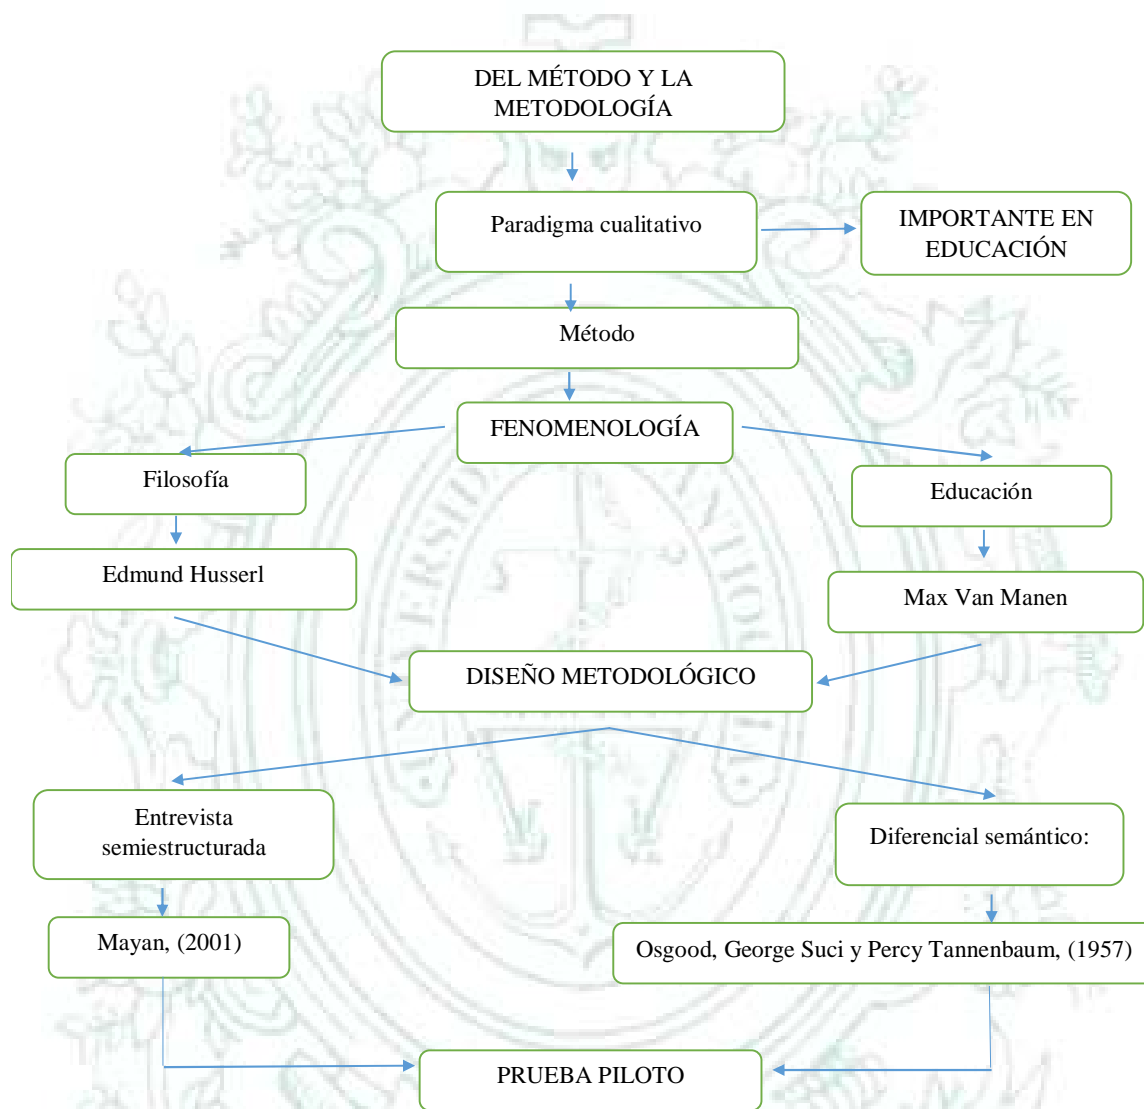 DEL MÉTODO Y LA
METODOLOGÍA
Paradigma cualitativo
IMPORTANTE EN
EDUCACIÓN
Método
FENOMENOLOGÍA
Filosofía
Educación
Edmund Husserl
Max Van Manen
DISEÑO METODOLÓGICO
Entrevista
semiestructurada
Diferencial semántico:
Mayan, (2001)
Osgood, George Suci y Percy Tannenbaum, (1957)
PRUEBA PILOTO